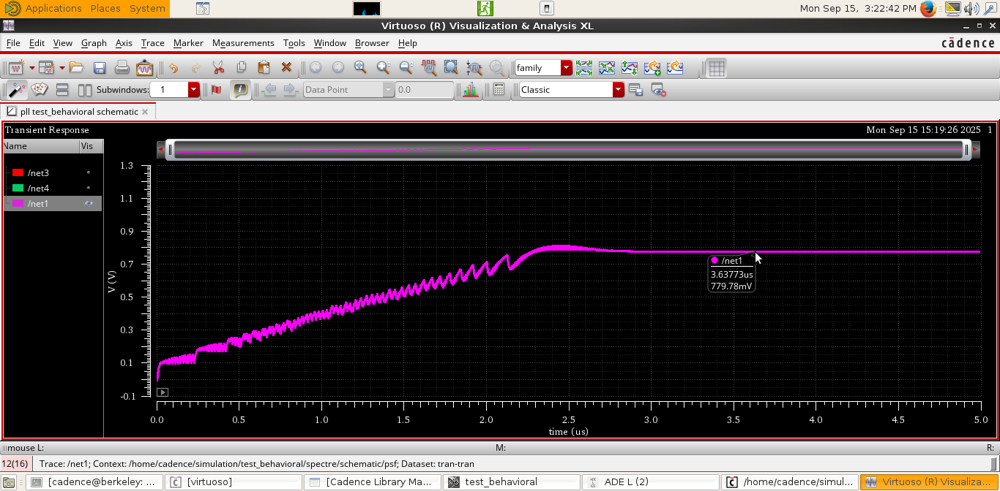 Applications Places System
Mon Sep 15, 3:22:42 PM
Virtuoso (R) Visualization & Analysis XL
File Edit View Graph Axis Trace Marker Measurements Tools Window Browser Help
cādence
family
Subwindows: 1
Data Point
0.0
Classic
pll test_behavioral schematic
Transient Response
Mon Sep 15 15:19:26 2025 1
Name Vis
/net3
/net4
/net1
1.3
1.1
0.9
0.7
0.5
0.3
0.1
-0.1
V (V)
/net1
3.63773us
779.78mV
0.0 0.5 1.0 1.5 2.0 2.5 3.0 3.5 4.0 4.5 5.0
time (us)
mouse L: M: R:
12(16) Trace: /net1; Context: /home/cadence/simulation/test_behavioral/spectre/schematic/psf; Dataset: tran-tran
[cadence@berkeley: ... [virtuoso] [Cadence Library Ma... test_behavioral ADE L (2) /home/cadence/simul... Virtuoso (R) Visualiza...